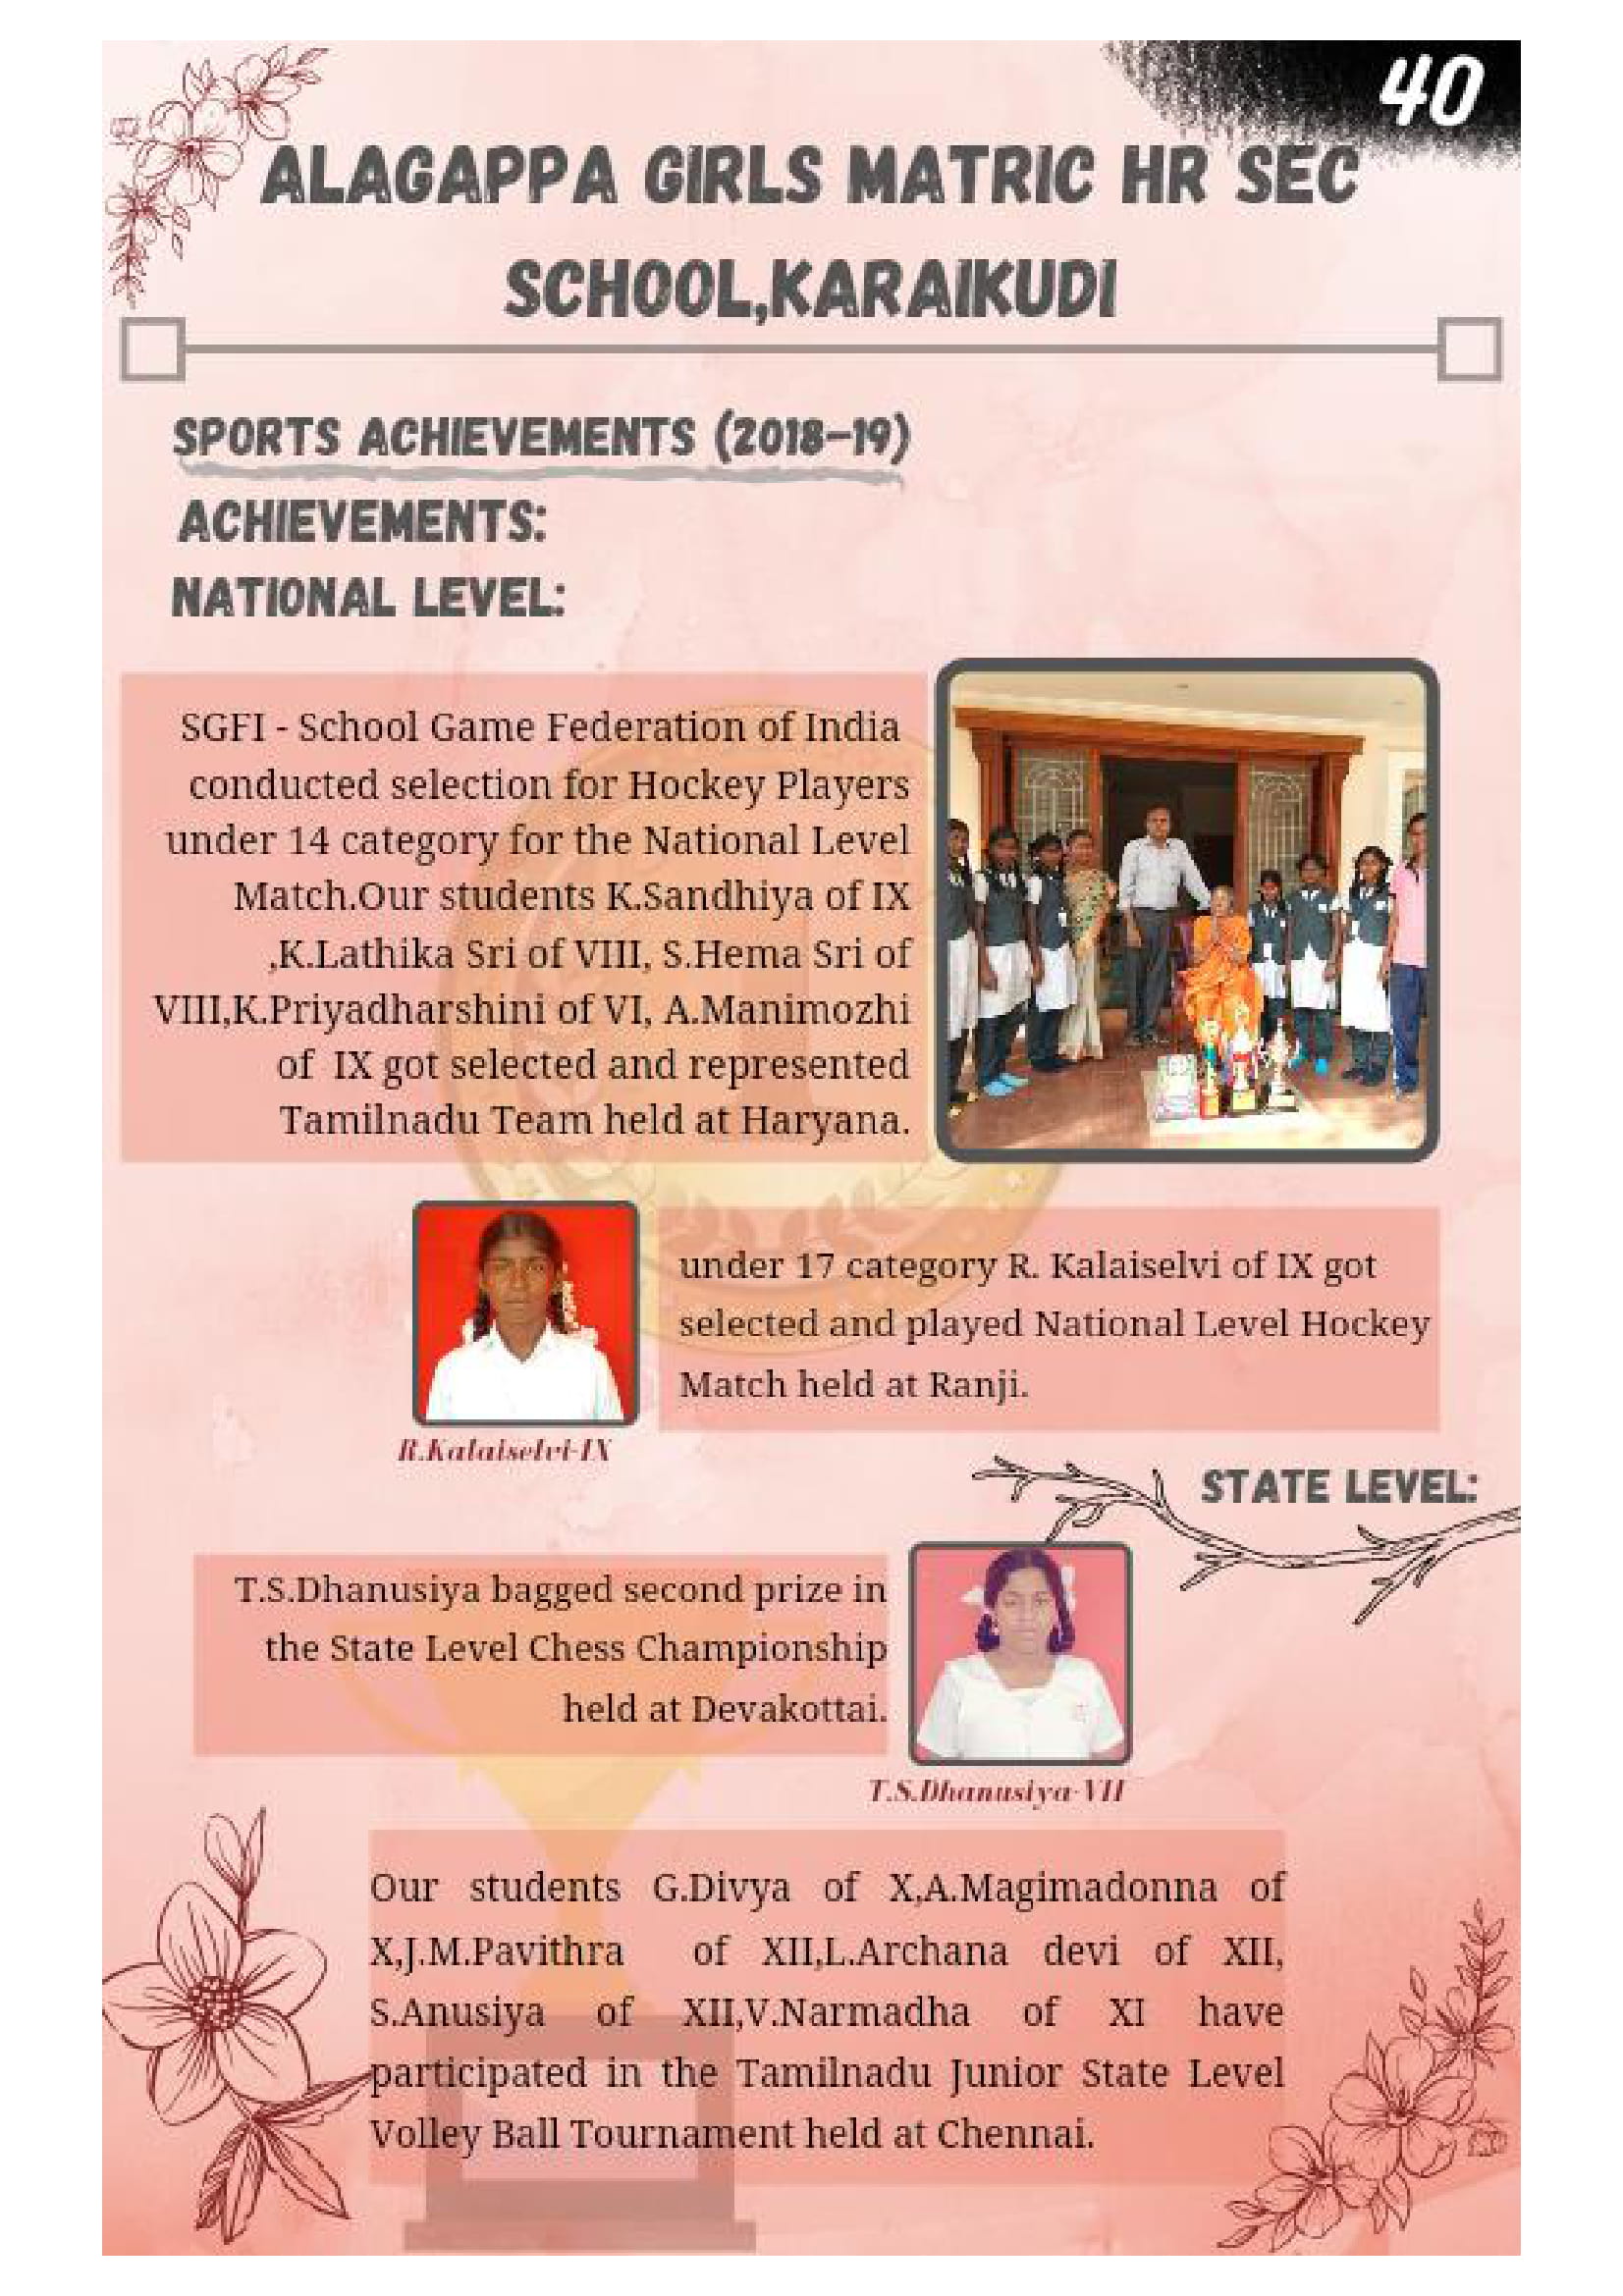 40
ALAGAPPA GIRLS MATRIC HR SEC
SCHOOL,KARAIKUDI
SPORTS ACHIEVEMENTS (2018-19)
ACHIEVEMENTS:
NATIONAL LEVEL:
SGFI - School Game Federation of India
conducted selection for Hockey Players
under 14 category for the National Level
Match.Our students K.Sandhiya of IX
,K.Lathika Sri of VIII, S.Hema Sri of
VIII,K.Priyadharshini of VI, A.Manimozhi
of IX got selected and represented
Tamilnadu Team held at Haryana.
under 17 category R. Kalaiselvi of IX got
selected and played National Level Hockey
Match held at Ranji.
R.Kalaiselvi-IX
STATE LEVEL:
T.S.Dhanusiya bagged second prize in
the State Level Chess Championship
held at Devakottai.
T.S.Dhanusiya-VII
Our students G.Divya of X,A.Magimadonna of
X,J.M.Pavithra of XII,L.Archana devi of XII,
S.Anusiya of XII,V.Narmadha of XI have
participated in the Tamilnadu Junior State Level
Volley Ball Tournament held at Chennai.